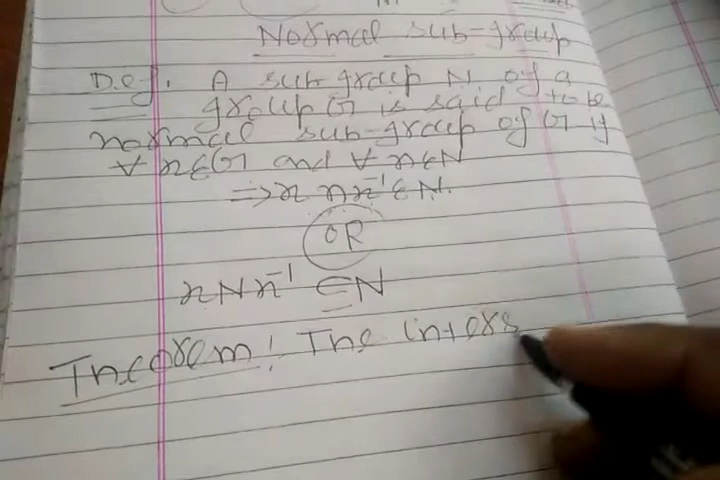 Normal sub-group
Def. A sub group N of a
group G is said to be
normal sub-group of G if
∀ x∈G and ∀ n∈N
⇒ x n x⁻¹ ∈ N.
OR
x N x⁻¹ ⊆ N
Theorem: The inters